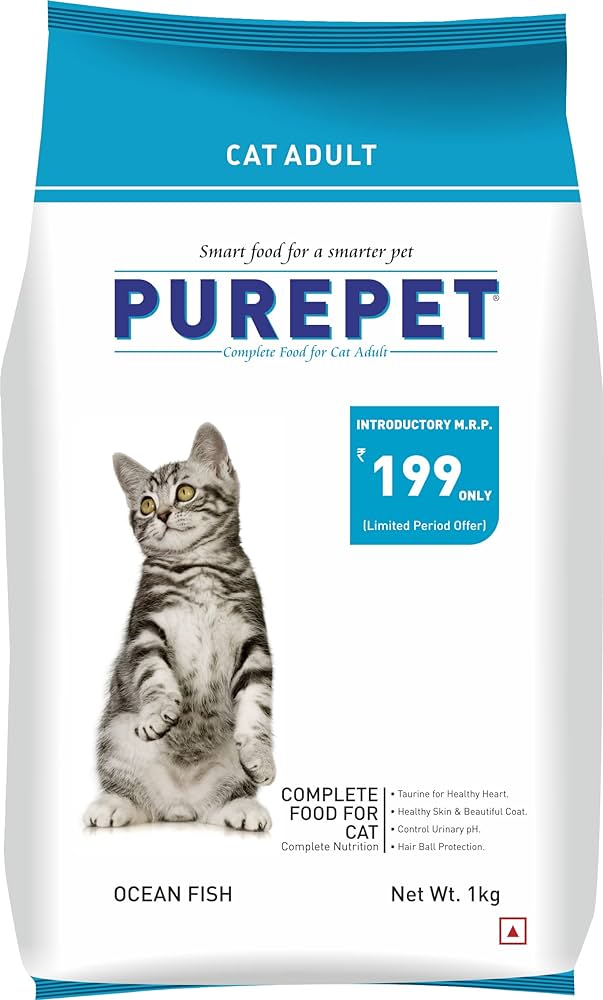 CAT ADULT
Smart food for a smarter pet
PUREPET®
Complete Food for Cat Adult
INTRODUCTORY M.R.P.
₹ 199 ONLY
(Limited Period Offer)
COMPLETE
FOOD FOR
CAT
Complete Nutrition
• Taurine for Healthy Heart.
• Healthy Skin & Beautiful Coat.
• Control Urinary pH.
• Hair Ball Protection.
OCEAN FISH
Net Wt. 1kg